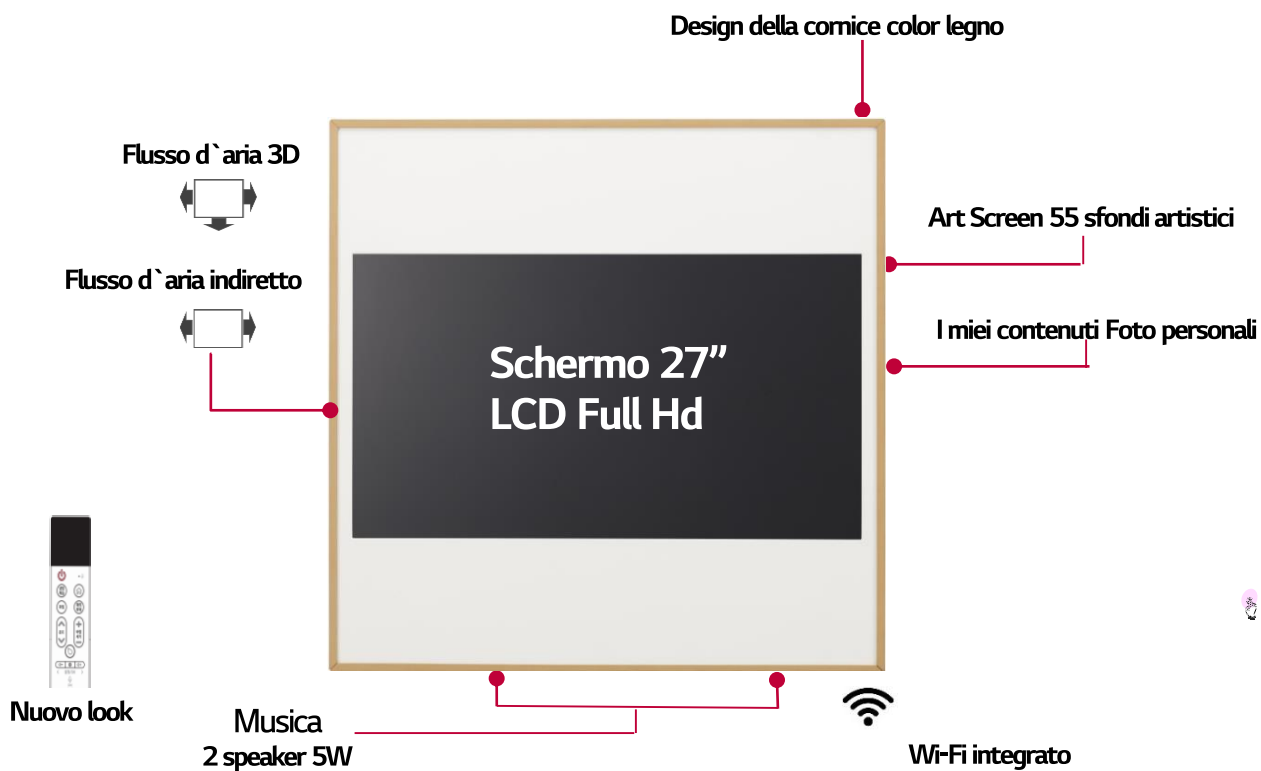 Design della cornice color legno
Flusso d`aria 3D
Art Screen 55 sfondi artistici
Flusso d`aria indiretto
I miei contenuti Foto personali
Schermo 27”
LCD Full Hd
Nuovo look
Musica
2 speaker 5W
Wi-Fi integrato